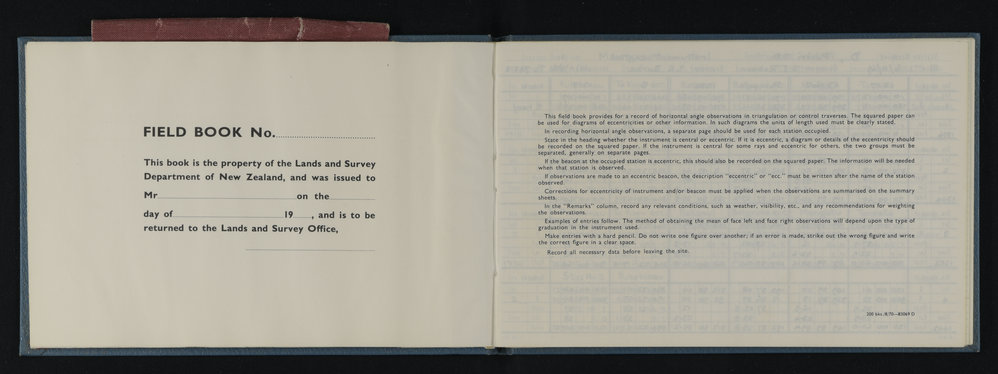 FIELD BOOK No.
This book is the property of the Lands and Survey
Department of New Zealand, and was issued to
Mr on the
day of 19 , and is to be
returned to the Lands and Survey Office,
This field book provides for a record of horizontal angle observations in triangulation or control traverses. The squared paper can
be used for diagrams of eccentricities or other information. In such diagrams the units of length used must be clearly stated.
In recording horizontal angle observations, a separate page should be used for each station occupied.
State in the heading whether the instrument is central or eccentric. If it is eccentric, a diagram or details of the eccentricity should
be recorded on the squared paper. If the instrument is central for some rays and eccentric for others, the two groups must be
separated, generally on separate pages.
If the beacon at the occupied station is eccentric, this should also be recorded on the squared paper. The information will be needed
when that station is observed.
If observations are made to an eccentric beacon, the description "eccentric" or "ecc." must be written after the name of the station
observed.
Corrections for eccentricity of instrument and/or beacon must be applied when the observations are summarised on the summary
sheets.
In the "Remarks" column, record any relevant conditions, such as weather, visibility, etc., and any recommendations for weighting
the observations.
Examples of entries follow. The method of obtaining the mean of face left and face right observations will depend upon the type of
graduation in the instrument used.
Make entries with a hard pencil. Do not write one figure over another; if an error is made, strike out the wrong figure and write
the correct figure in a clear space.
Record all necessary data before leaving the site.
200 bks./8/70—83069 D